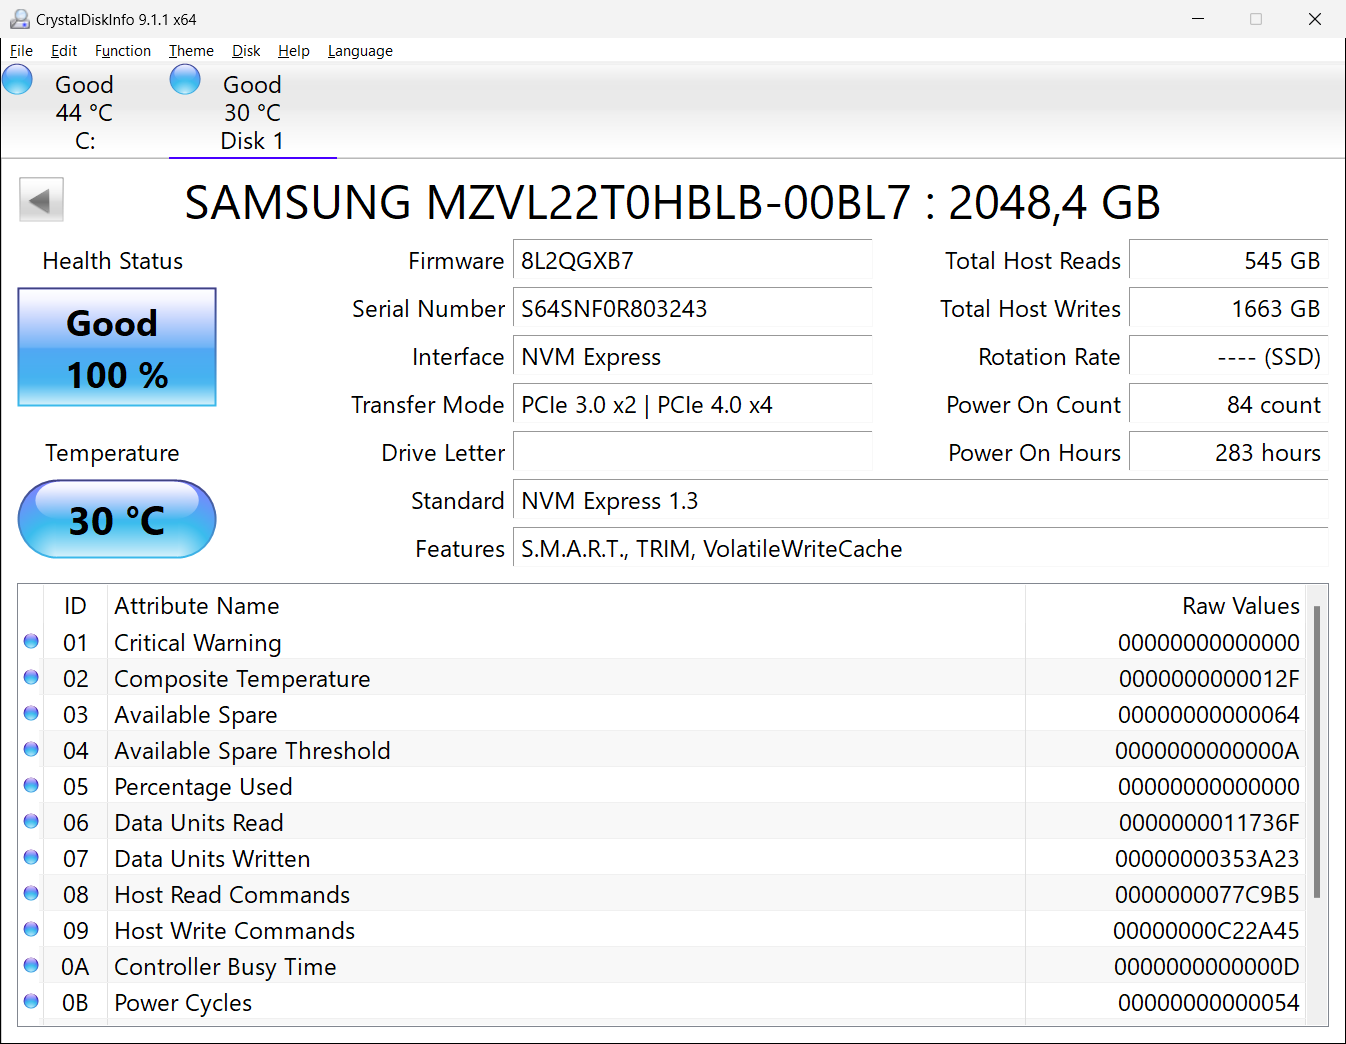 CrystalDiskInfo 9.1.1 x64
File Edit Function Theme Disk Help Language
Good Good
44 °C 30 °C
C: Disk 1
SAMSUNG MZVL22T0HBLB-00BL7 : 2048,4 GB
Health Status Firmware 8L2QGXB7 Total Host Reads 545 GB
Good Serial Number S64SNF0R803243 Total Host Writes 1663 GB
100 % Interface NVM Express Rotation Rate ---- (SSD)
Transfer Mode PCIe 3.0 x2 | PCIe 4.0 x4 Power On Count 84 count
Temperature Drive Letter Power On Hours 283 hours
30 °C Standard NVM Express 1.3
Features S.M.A.R.T., TRIM, VolatileWriteCache
ID Attribute Name Raw Values
01 Critical Warning 00000000000000
02 Composite Temperature 0000000000012F
03 Available Spare 00000000000064
04 Available Spare Threshold 0000000000000A
05 Percentage Used 00000000000000
06 Data Units Read 0000000011736F
07 Data Units Written 00000000353A23
08 Host Read Commands 0000000077C9B5
09 Host Write Commands 00000000C22A45
0A Controller Busy Time 0000000000000D
0B Power Cycles 00000000000054